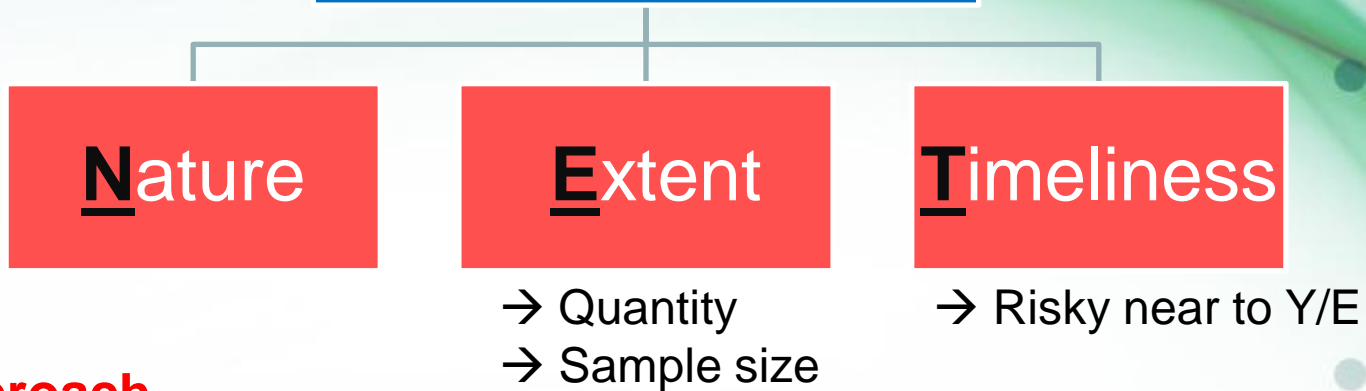 Nature
Extent
Timeliness
→ Quantity
→ Sample size
→ Risky near to Y/E